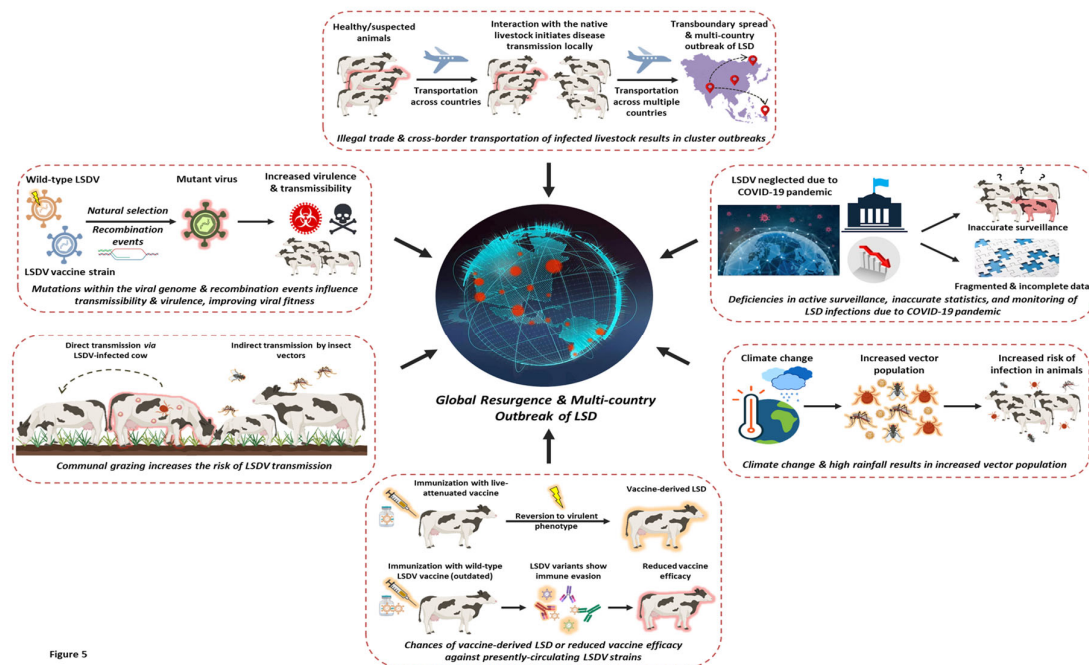 Healthy/suspected
animals
Interaction with the native
livestock initiates disease
transmission locally
Transboundary spread
& multi-country
outbreak of LSD
Transportation
across countries
Transportation
across multiple
countries
Illegal trade & cross-border transportation of infected livestock results in cluster outbreaks
Wild-type LSDV
Mutant virus
Increased virulence
& transmissibility
Natural selection
Recombination
events
LSDV vaccine strain
Mutations within the viral genome & recombination events influence
transmissibility & virulence, improving viral fitness
LSDV neglected due to
COVID-19 pandemic
? ? ?
Inaccurate surveillance
Fragmented & incomplete data
Deficiencies in active surveillance, inaccurate statistics, and monitoring of
LSD infections due to COVID-19 pandemic
Direct transmission via
LSDV-infected cow
Indirect transmission by insect
vectors
Communal grazing increases the risk of LSDV transmission
Global Resurgence & Multi-country
Outbreak of LSD
Climate change
Increased vector
population
Increased risk of
infection in animals
Climate change & high rainfall results in increased vector population
Immunization with live-
attenuated vaccine
Reversion to virulent
phenotype
Vaccine-derived LSD
Immunization with wild-type
LSDV vaccine (outdated)
LSDV variants show
immune evasion
Reduced vaccine
efficacy
Chances of vaccine-derived LSD or reduced vaccine efficacy
against presently-circulating LSDV strains
Figure 5